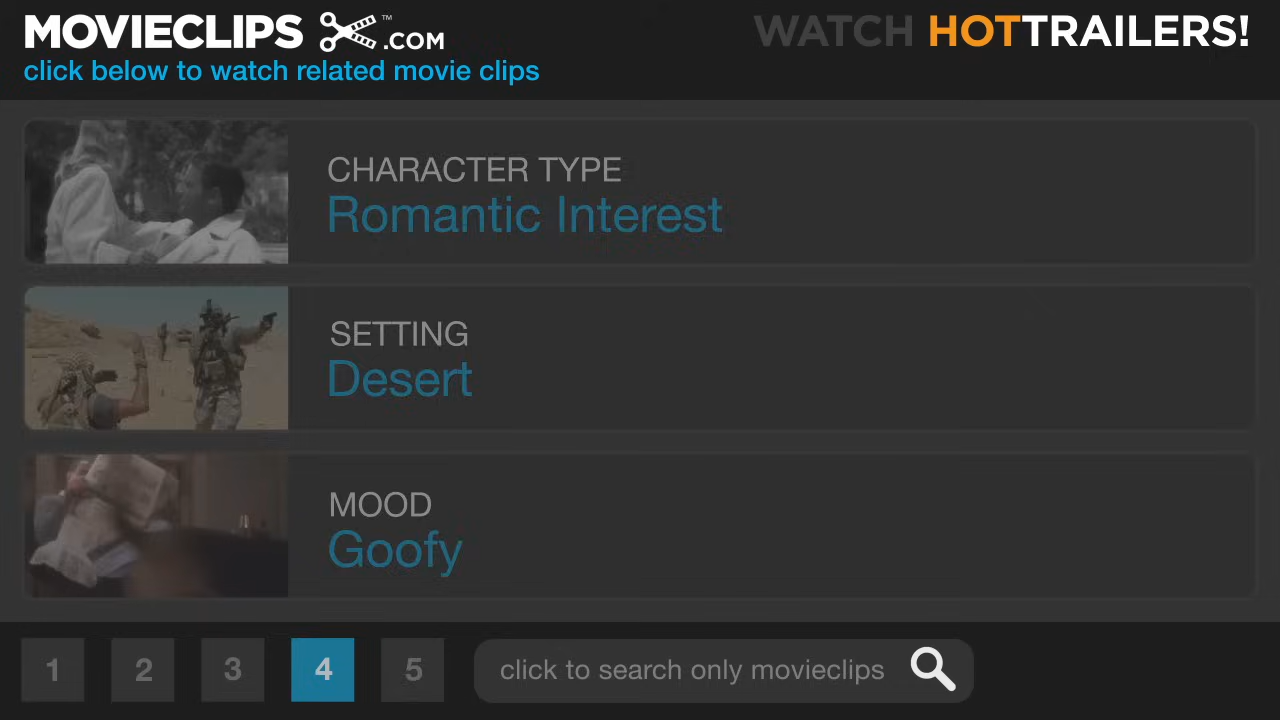 MOVIECLIPS ™ .COM
WATCH HOTTRAILERS!
click below to watch related movie clips
CHARACTER TYPE
Romantic Interest
SETTING
Desert
MOOD
Goofy
1 2 3 4 5 click to search only movieclips